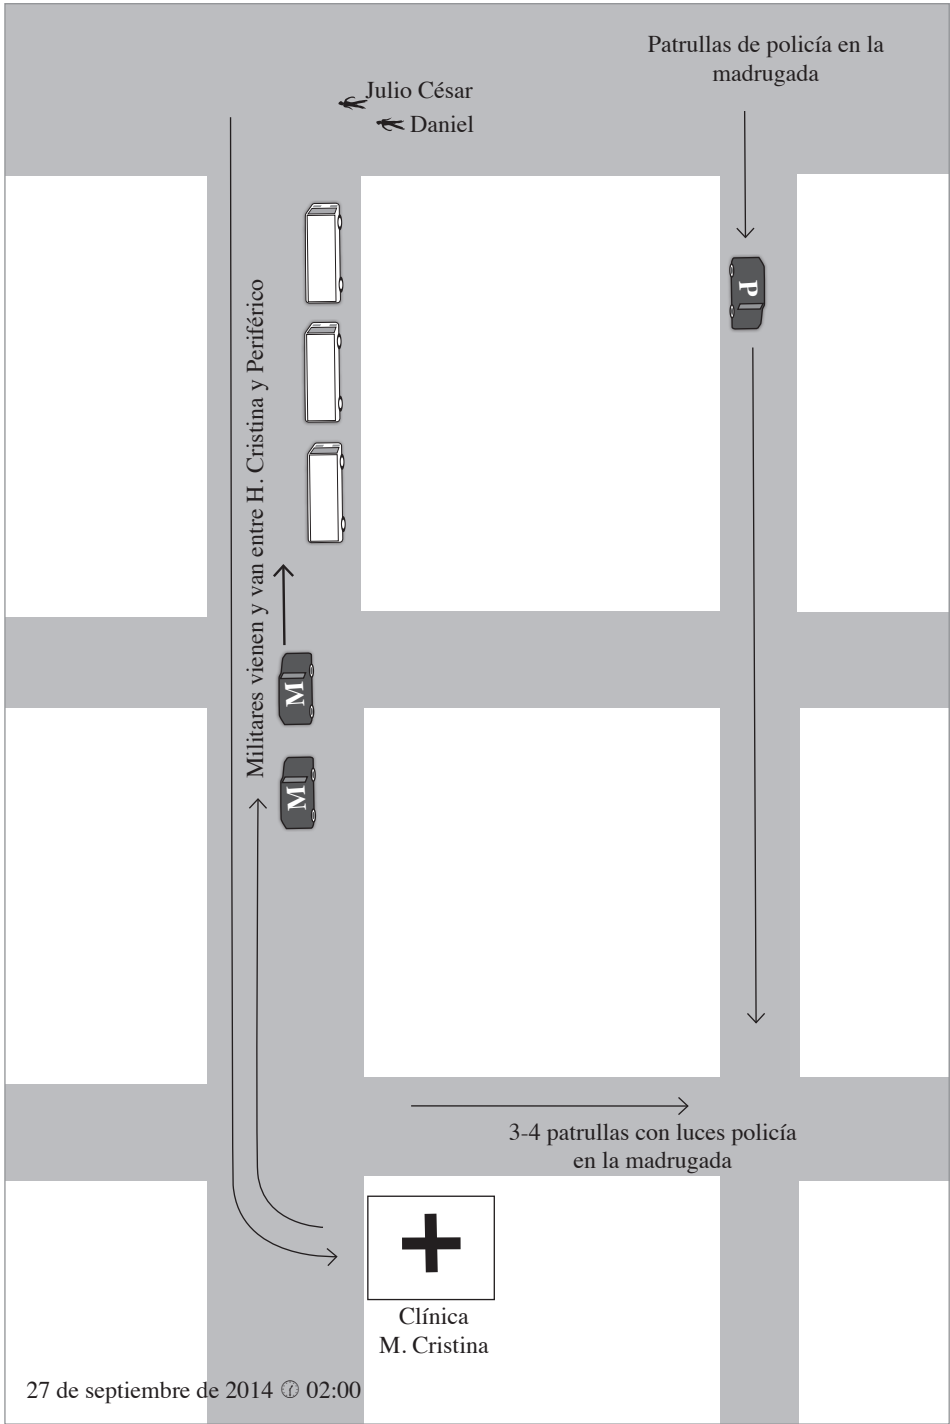 Patrullas de policía en la
madrugada
Julio César
Daniel
P
Militares vienen y van entre H. Cristina y Periférico
M
M
3-4 patrullas con luces policía
en la madrugada
Clínica
M. Cristina
27 de septiembre de 2014 🕜 02:00